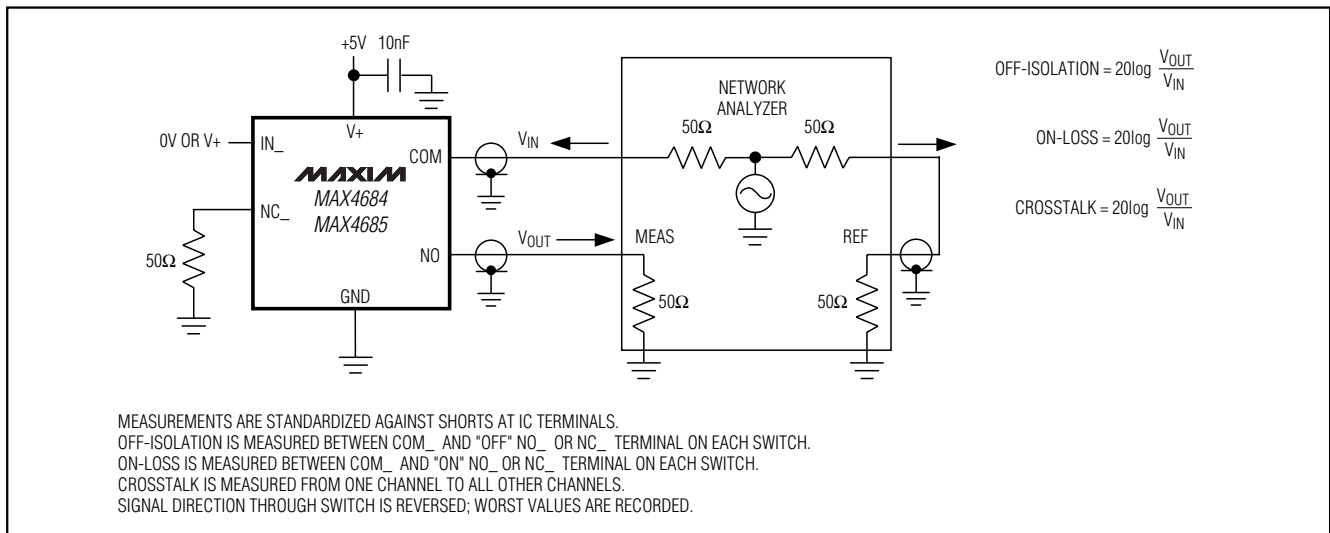 +5V 10nF
V+
0V OR V+
IN_
COM
MAXIM
MAX4684
MAX4685
NC_
NO
50Ω
GND
VIN
VOUT
NETWORK
ANALYZER
50Ω 50Ω
MEAS REF
50Ω 50Ω
OFF-ISOLATION = 20log VOUT
VIN
ON-LOSS = 20log VOUT
VIN
CROSSTALK = 20log VOUT
VIN
MEASUREMENTS ARE STANDARDIZED AGAINST SHORTS AT IC TERMINALS.
OFF-ISOLATION IS MEASURED BETWEEN COM_ AND "OFF" NO_ OR NC_ TERMINAL ON EACH SWITCH.
ON-LOSS IS MEASURED BETWEEN COM_ AND "ON" NO_ OR NC_ TERMINAL ON EACH SWITCH.
CROSSTALK IS MEASURED FROM ONE CHANNEL TO ALL OTHER CHANNELS.
SIGNAL DIRECTION THROUGH SWITCH IS REVERSED; WORST VALUES ARE RECORDED.